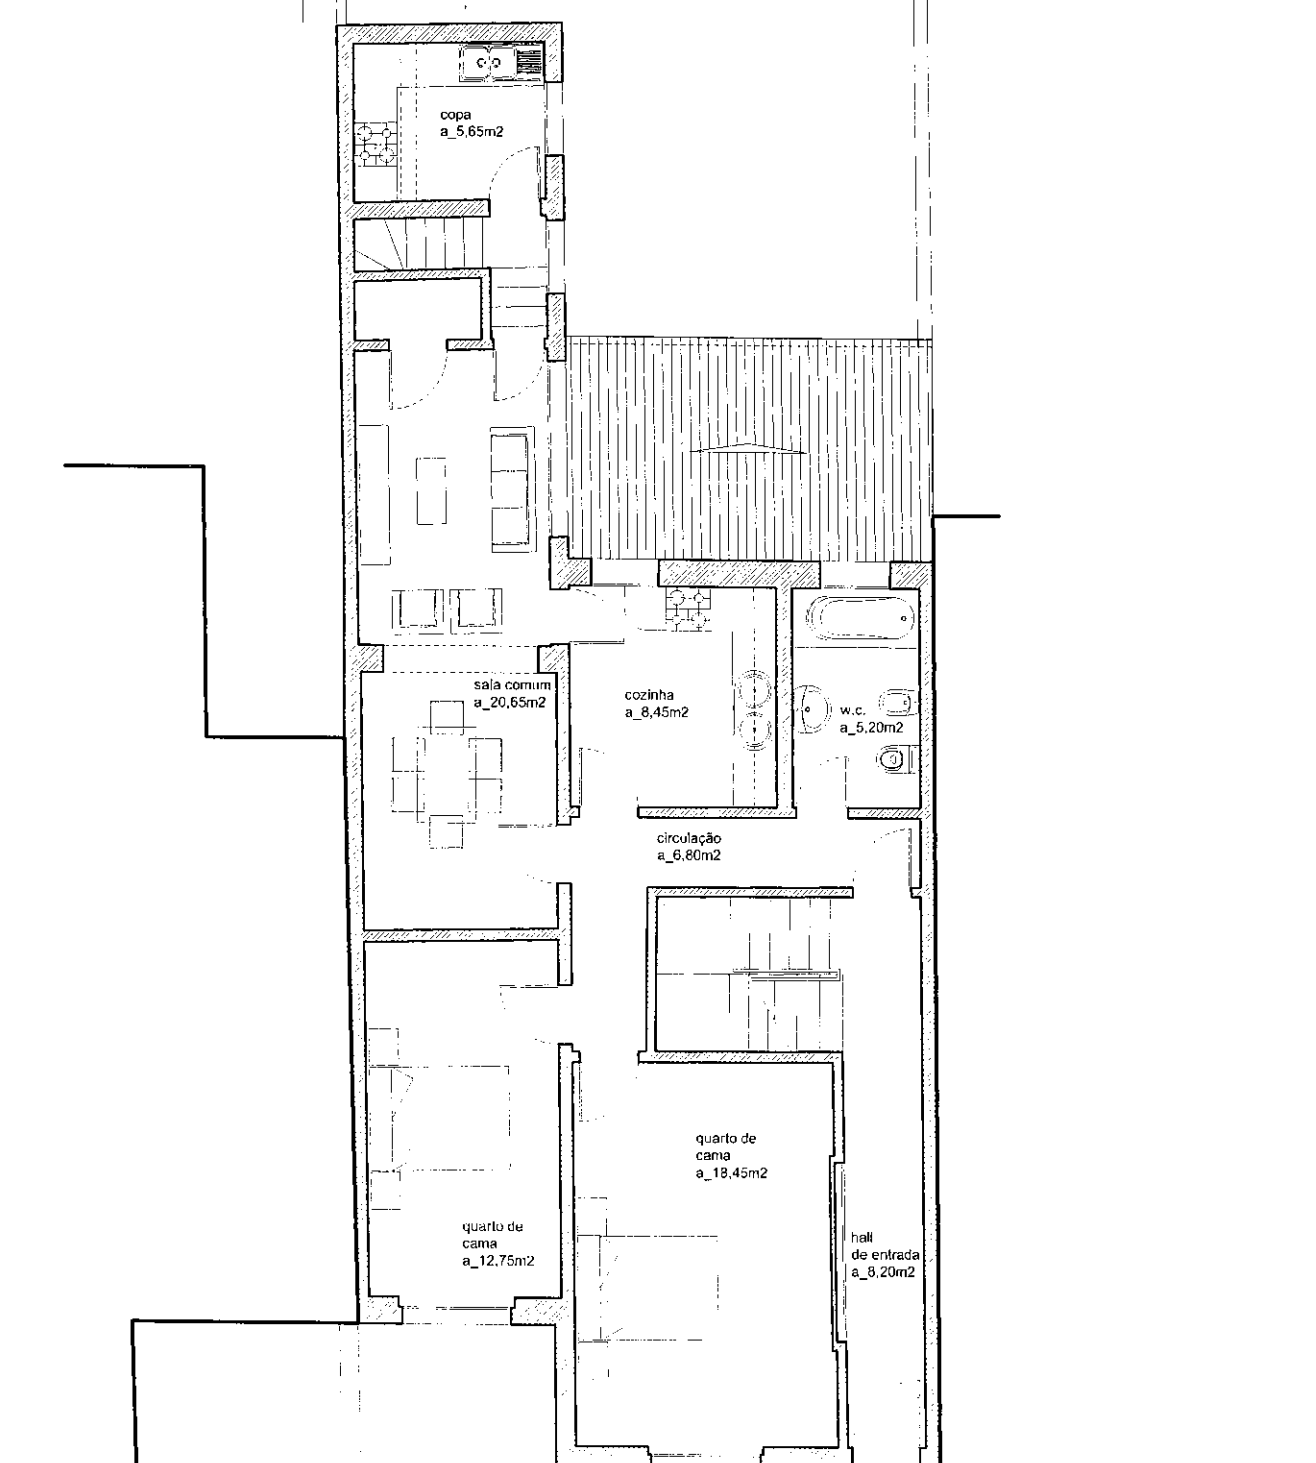 copa
a_5,65m2
sala comum
a_20,65m2
cozinha
a_8,45m2
w.c.
a_5,20m2
circulação
a_6,80m2
quarto de
cama
a_18,45m2
quarto de
cama
a_12,75m2
hall
de entrada
a_8,20m2